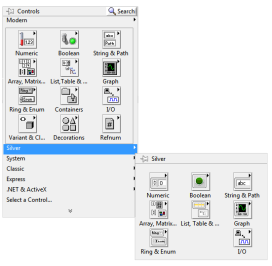 Controls
Search
Modern
Numeric
Boolean
String & Path
Array, Matrix...
List, Table & ...
Graph
Ring & Enum
Containers
I/O
Variant & Cl...
Decorations
Refnum
Silver
System
Classic
Express
.NET & ActiveX
Select a Control...
Silver
Numeric
Boolean
String & Path
Array, Matrix...
List, Table & ...
Graph
Ring & Enum
I/O